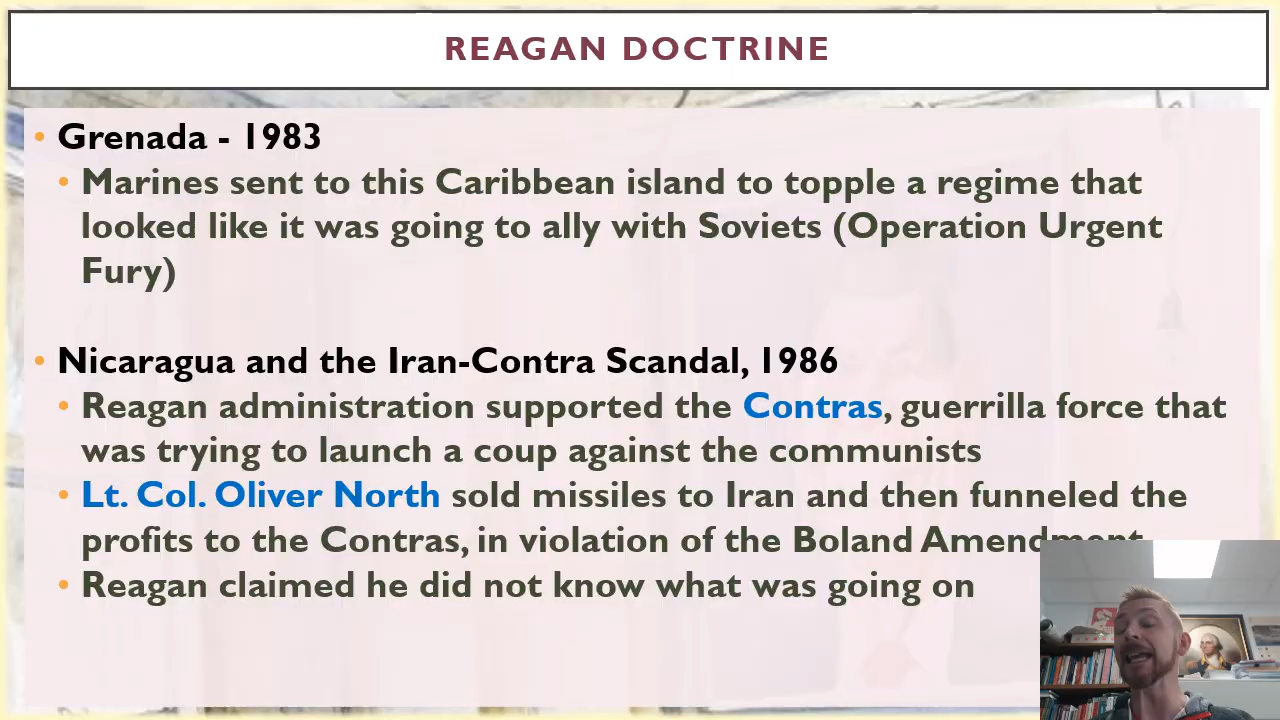 REAGAN DOCTRINE
• Grenada - 1983
• Marines sent to this Caribbean island to topple a regime that
looked like it was going to ally with Soviets (Operation Urgent
Fury)
• Nicaragua and the Iran-Contra Scandal, 1986
• Reagan administration supported the Contras, guerrilla force that
was trying to launch a coup against the communists
• Lt. Col. Oliver North sold missiles to Iran and then funneled the
profits to the Contras, in violation of the Boland Amendment
• Reagan claimed he did not know what was going on